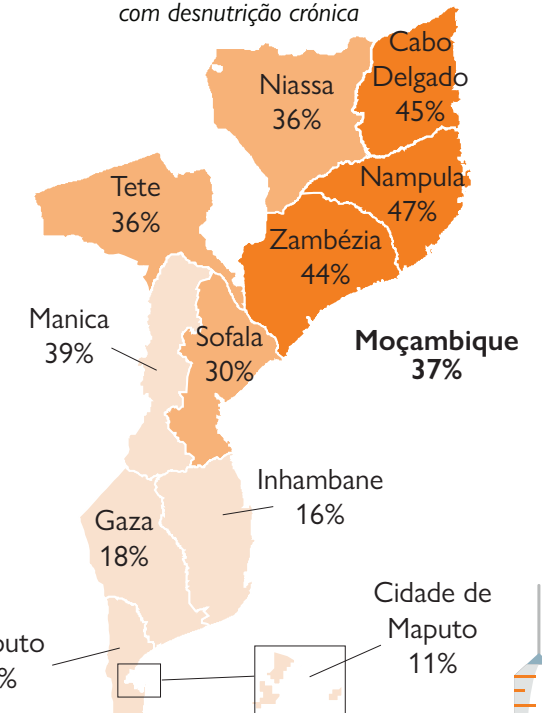 com desnutrição crónica
Cabo
Delgado
45%
Niassa
36%
Nampula
47%
Tete
36%
Zambézia
44%
Manica
39%
Sofala
30%
Moçambique
37%
Inhambane
16%
Gaza
18%
Cidade de
Maputo
11%